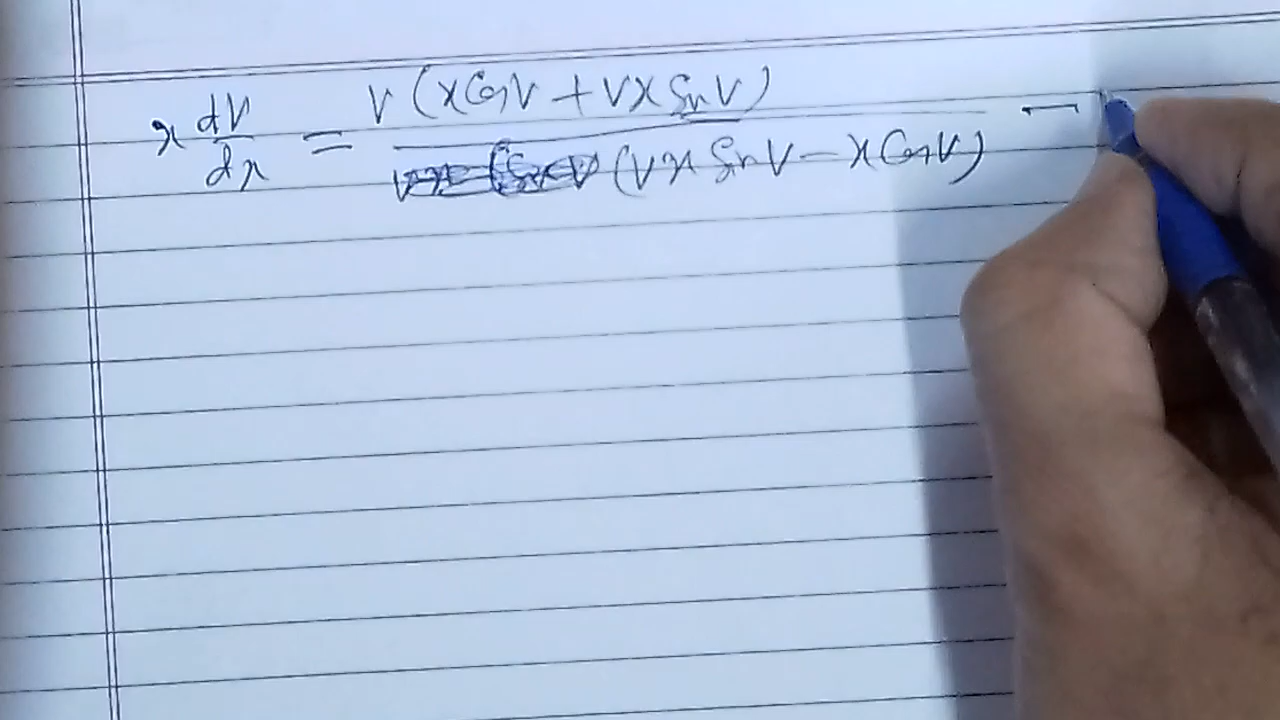 x dV/dx = V (x Cos V + V x Sin V) / (V x Sin V − x Cos V) −